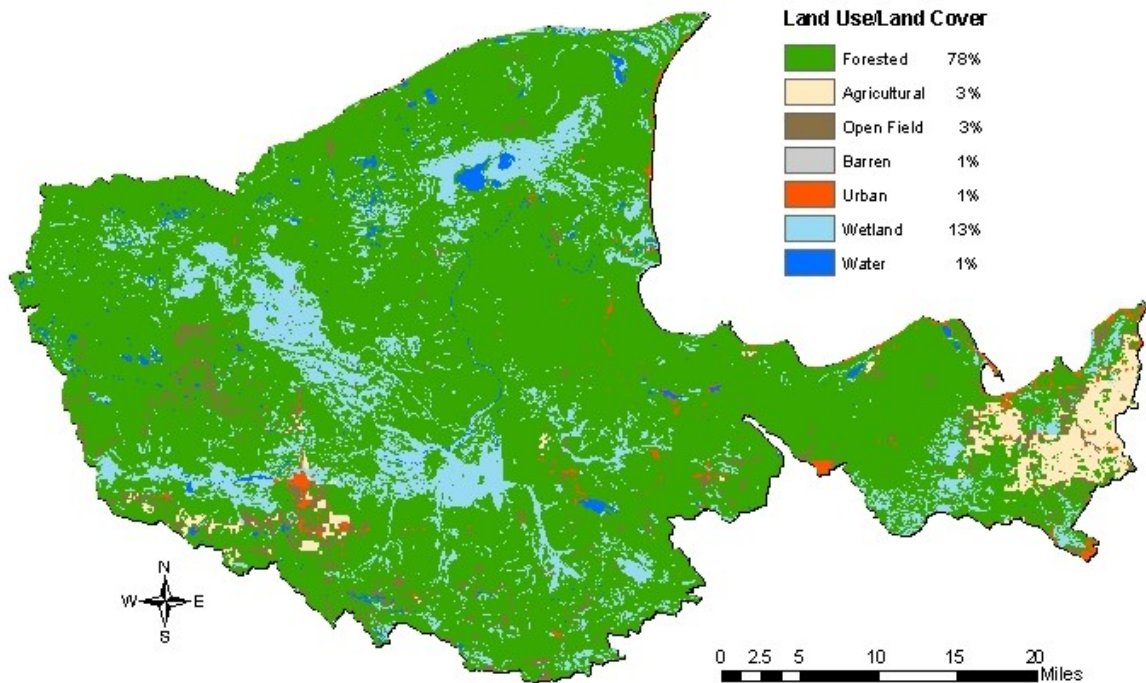 Land Use/Land Cover
Forested 78%
Agricultural 3%
Open Field 3%
Barren 1%
Urban 1%
Wetland 13%
Water 1%
N
W E
S
0 2.5 5 10 15 20
Miles